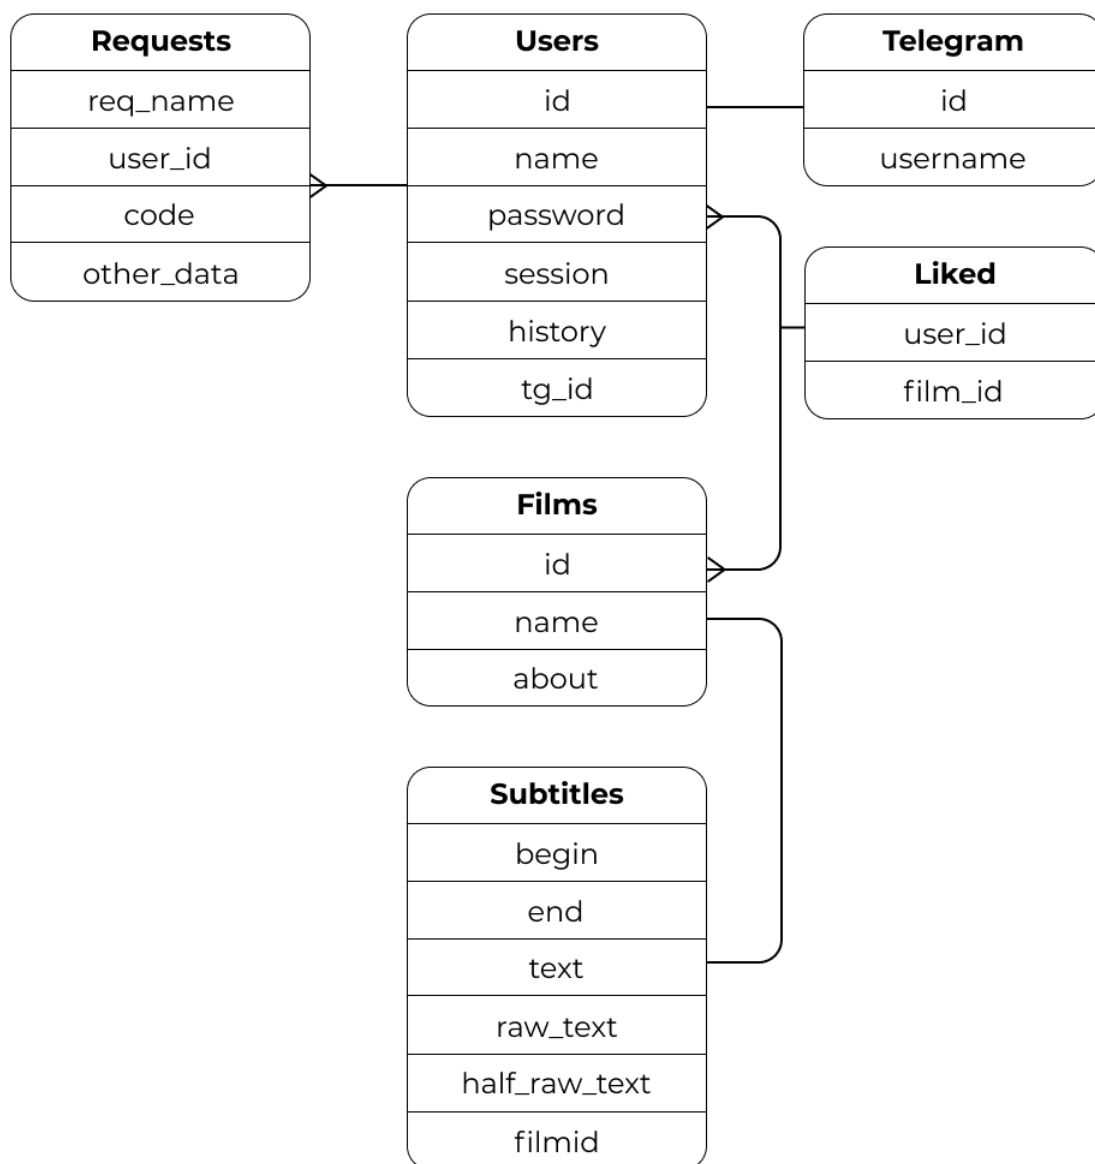 Requests
req_name
user_id
code
other_data
Users
id
name
password
session
history
tg_id
Telegram
id
username
Liked
user_id
film_id
Films
id
name
about
Subtitles
begin
end
text
raw_text
half_raw_text
filmid